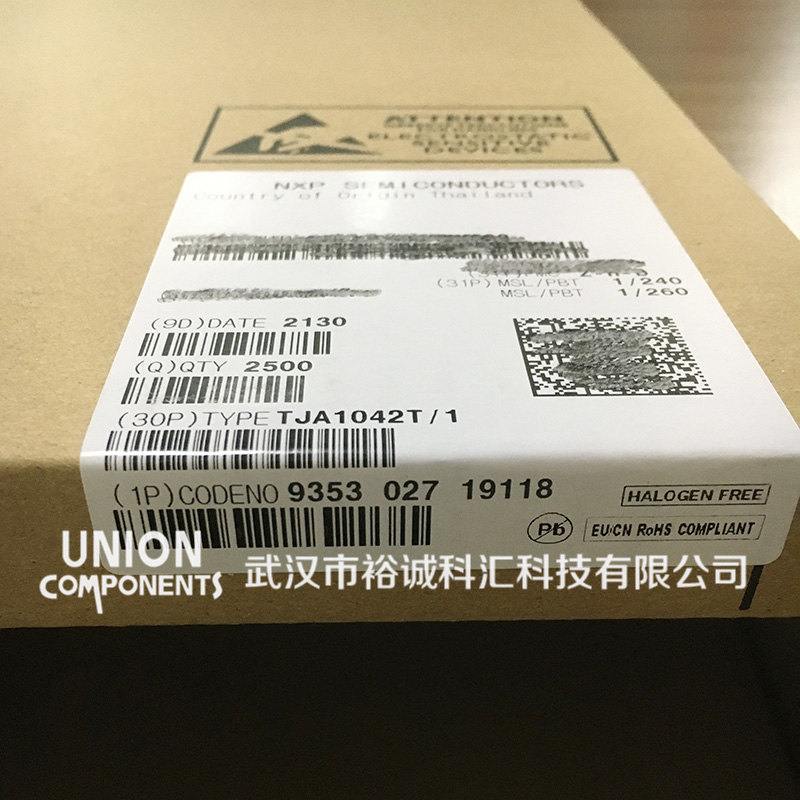 ATTENTION
ELECTROSTATIC
SENSITIVE
DEVICES
NXP SEMICONDUCTORS
Country of Origin Thailand
(31P) MSL/PBT 1/240
MSL/PBT 1/260
(9D)DATE 2130
(Q)QTY 2500
(30P)TYPE TJA1042T/1
(1P)CODENO 9353 027 19118
HALOGEN FREE
Pb
EU/CN RoHS COMPLIANT
UNION
COMPONENTS
武汉市裕诚科汇科技有限公司